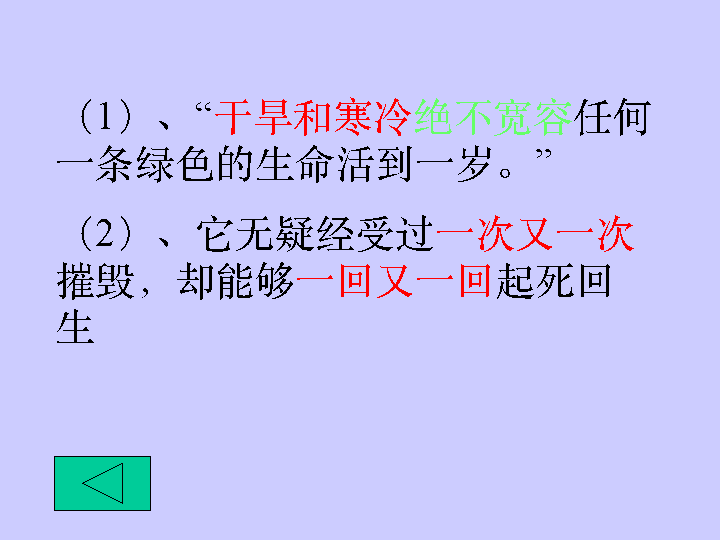 （1）、“干旱和寒冷绝不宽容任何
一条绿色的生命活到一岁。”
（2）、它无疑经受过一次又一次
摧毁，却能够一回又一回起死回
生